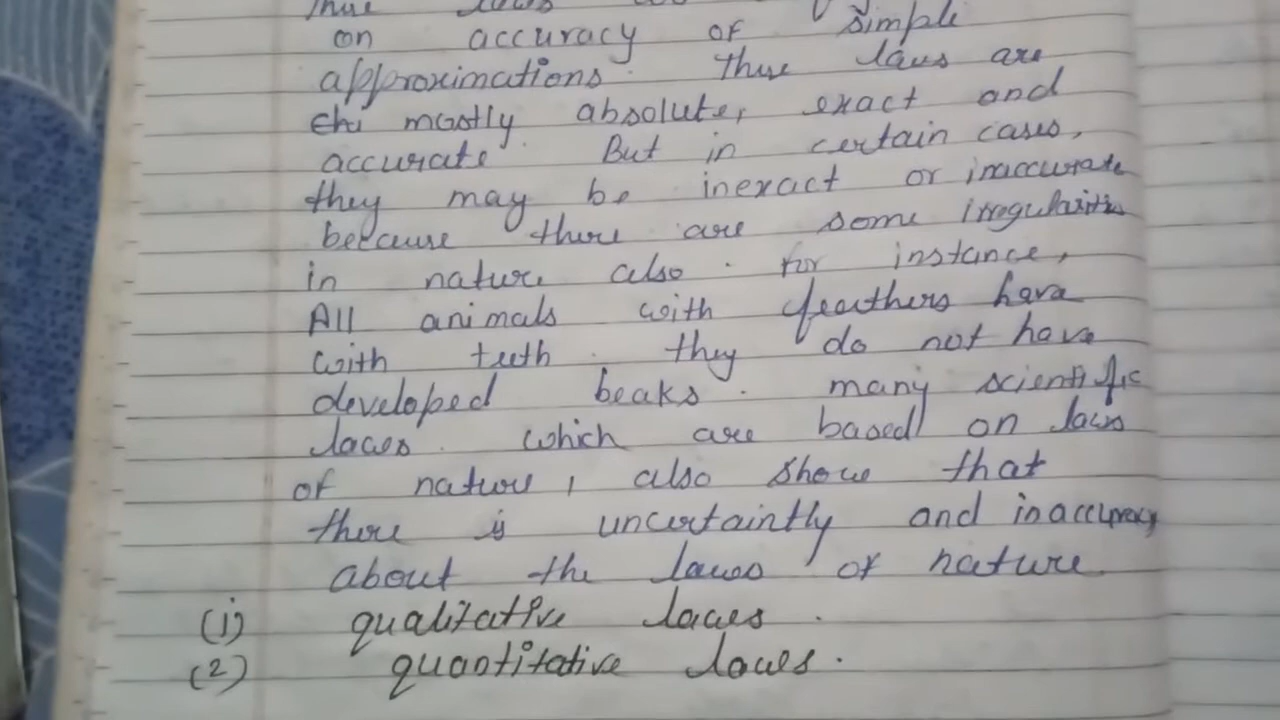 on accuracy of simple
approximations. These laws are
mostly absolute, exact and
accurate. But in certain cases,
they may be inexact or inaccurate
because there are some irregularities
in nature also. For instance,
All animals with feathers have
with teeth. they do not have
developed beaks. many scientific
laws. which are based on laws
of nature, also show that
there is uncertaintly and inaccuracy
about the laws of nature.
(i) qualitative laws.
(2) quantitative laws.